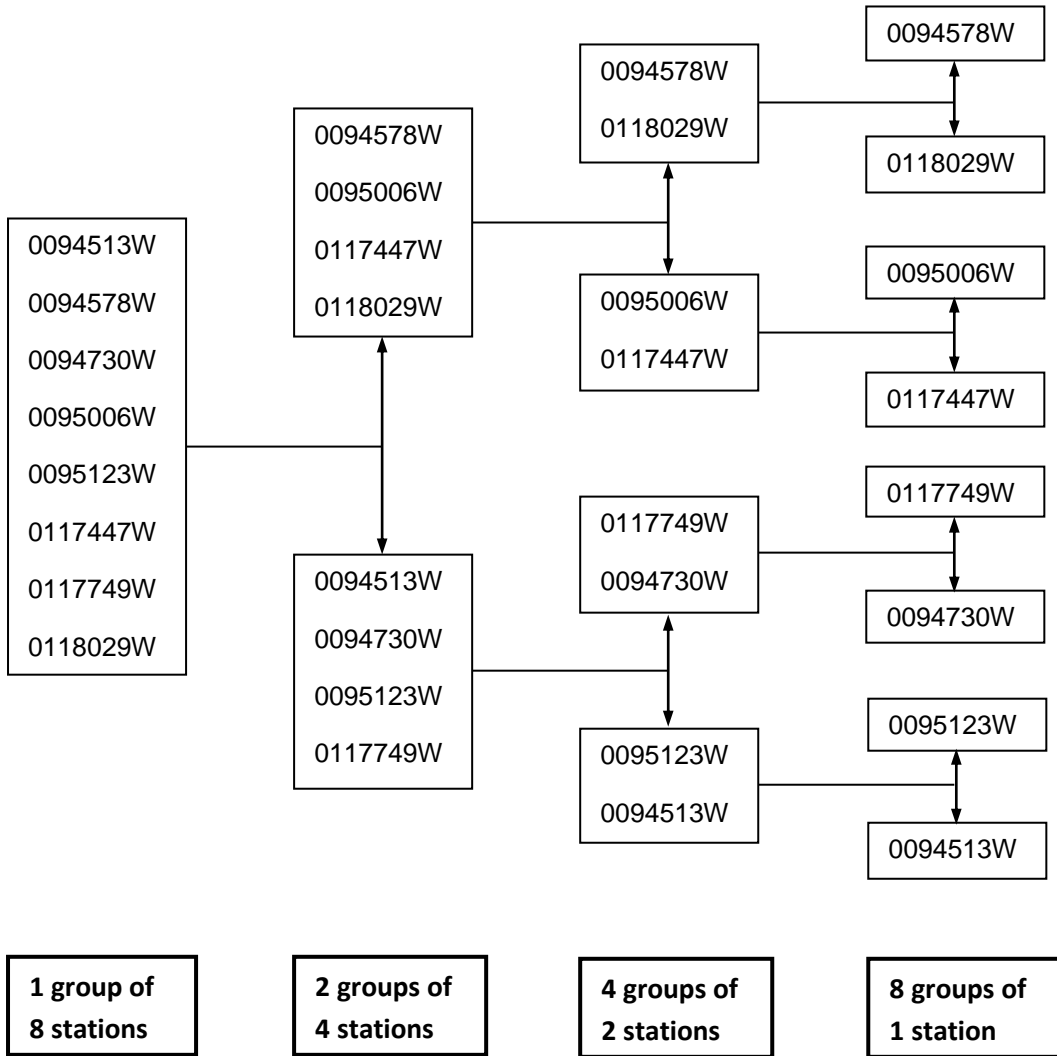 0094513W
0094578W
0094730W
0095006W
0095123W
0117447W
0117749W
0118029W
0094578W
0095006W
0117447W
0118029W
0094513W
0094730W
0095123W
0117749W
0094578W
0118029W
0095006W
0117447W
0117749W
0094730W
0095123W
0094513W
0094578W
0118029W
0095006W
0117447W
0117749W
0094730W
0095123W
0094513W
1 group of
8 stations
2 groups of
4 stations
4 groups of
2 stations
8 groups of
1 station